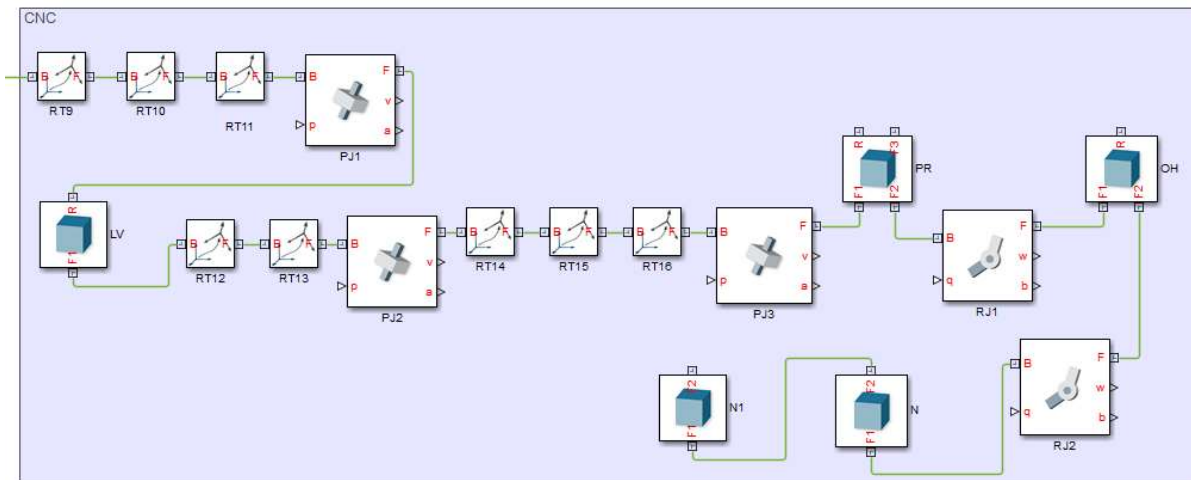 CNC
B F
RT9
B F
RT10
B F
RT11
B F
v
p a
PJ1
R
LV
F1
B F
RT12
B F
RT13
B F
v
p a
PJ2
B F
RT14
B F
RT15
B F
RT16
B F
v
p a
PJ3
R F3
PR
F1 F2
B F
w
q b
RJ1
R
OH
F1 F2
F2
N1
F1
F2
N
F1
B F
w
q b
RJ2